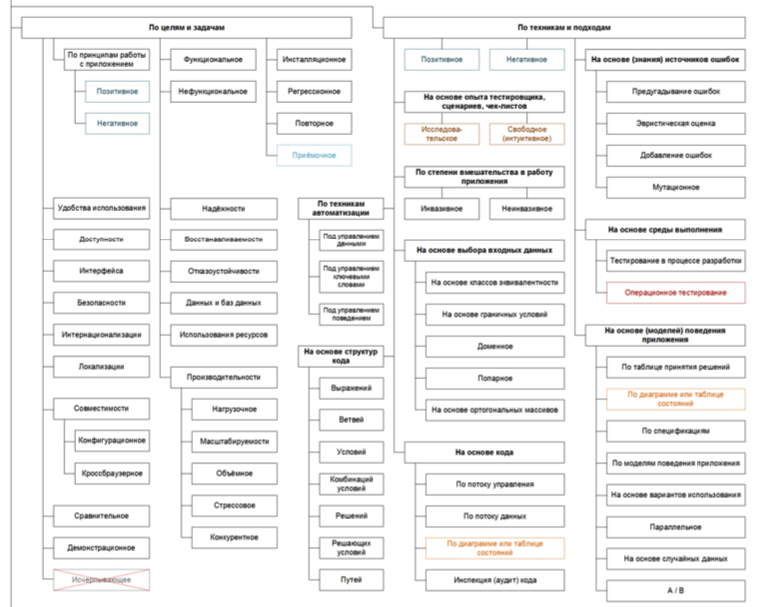 По целям и задачам
По принципам работы
с приложением
Позитивное
Негативное
Функциональное
Нефункциональное
Инсталляционное
Регрессионное
Повторное
Приёмочное
Удобства использования
Доступности
Интерфейса
Безопасности
Интернационализации
Локализации
Совместимости
Конфигурационное
Кроссбраузерное
Сравнительное
Демонстрационное
Исчерпывающее
Надёжности
Восстанавливаемости
Отказоустойчивости
Данных и баз данных
Использования ресурсов
Производительности
Нагрузочное
Масштабируемости
Объёмное
Стрессовое
Конкурентное
По техникам и подходам
Позитивное
Негативное
На основе опыта тестировщика,
сценариев, чек-листов
Исследова-
тельское
Свободное
(интуитивное)
По степени вмешательства в работу
приложения
Инвазивное
Неинвазивное
По техникам
автоматизации
Под управлением
данными
Под управлением
ключевыми
словами
Под управлением
поведением
На основе структур
кода
Выражений
Ветвей
Условий
Комбинаций
условий
Решений
Решающих
условий
Путей
На основе выбора входных данных
На основе классов эквивалентности
На основе граничных условий
Доменное
Попарное
На основе ортогональных массивов
На основе кода
По потоку управления
По потоку данных
По диаграмме или таблице
состояний
Инспекция (аудит) кода
На основе (знания) источников ошибок
Предугадывание ошибок
Эвристическая оценка
Добавление ошибок
Мутационное
На основе среды выполнения
Тестирование в процессе разработки
Операционное тестирование
На основе (моделей) поведения
приложения
По таблице принятия решений
По диаграмме или таблице
состояний
По спецификациям
По моделям поведения приложения
На основе вариантов использования
Параллельное
На основе случайных данных
A / B